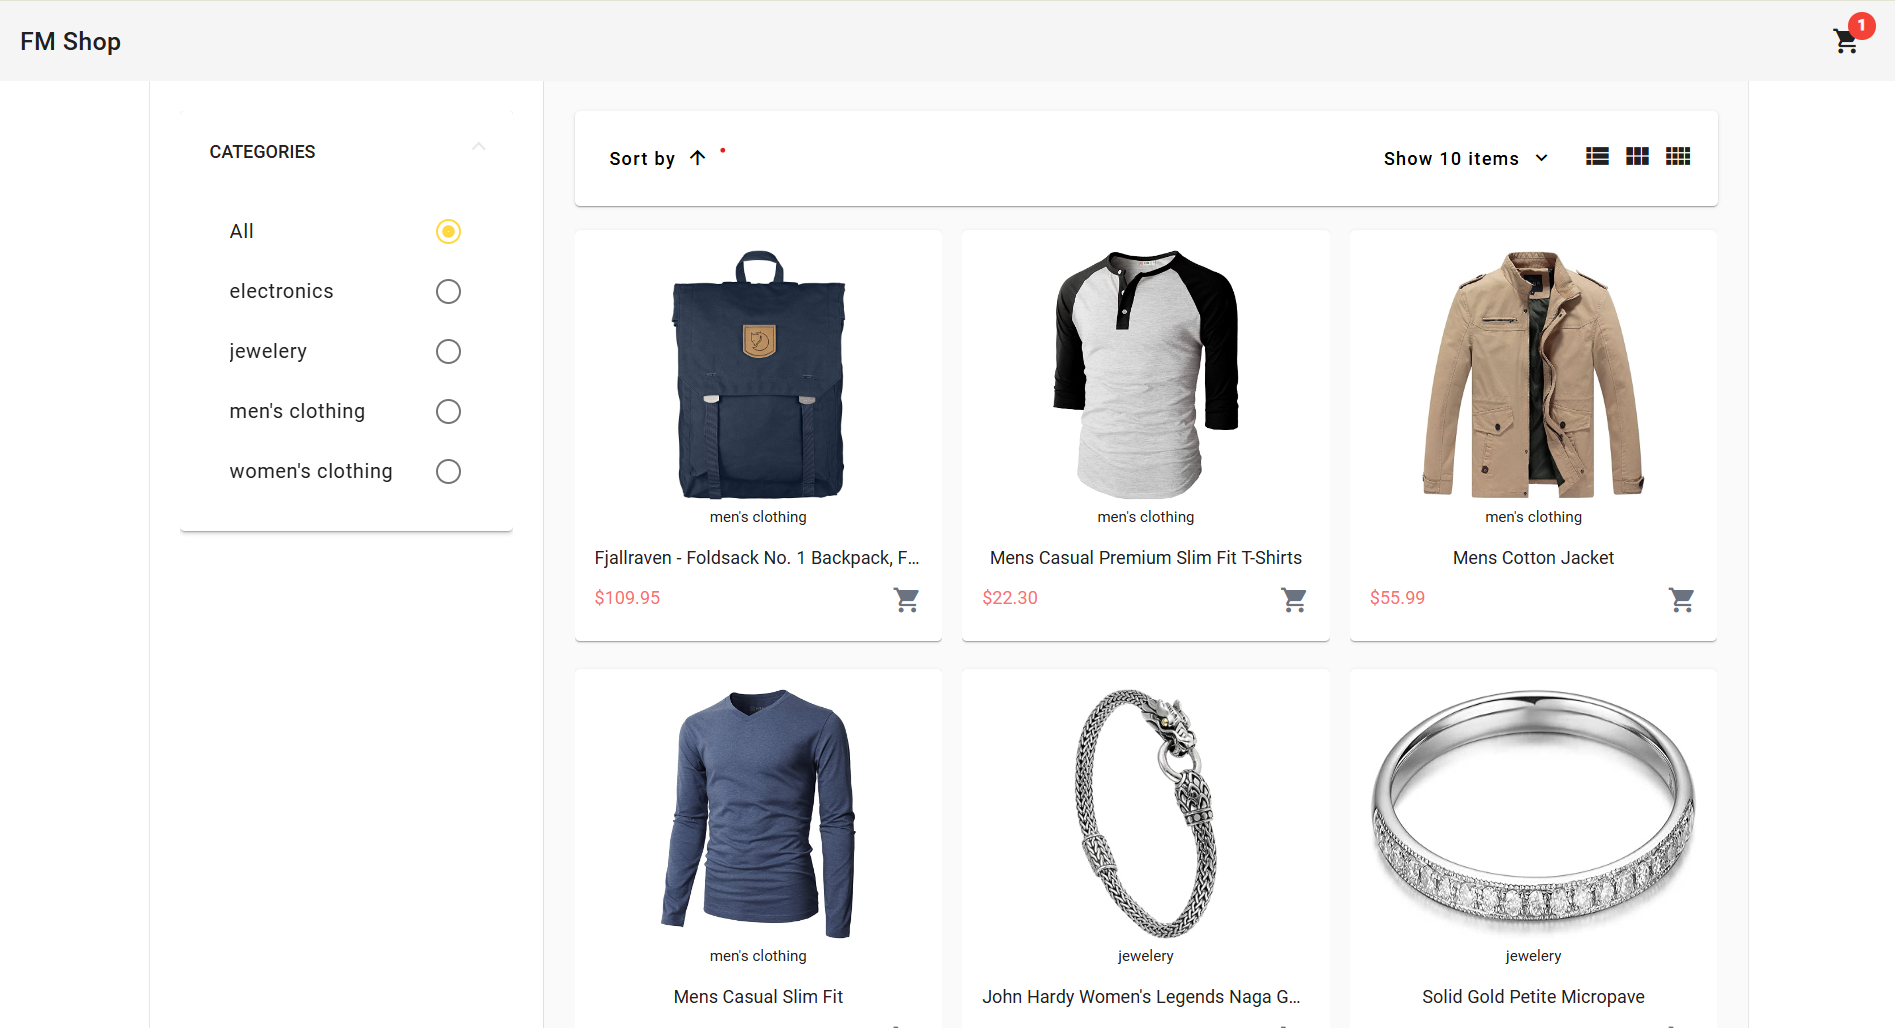 FM Shop
1
CATEGORIES
All
electronics
jewelery
men's clothing
women's clothing
Sort by
Show 10 items
men's clothing
Fjallraven - Foldsack No. 1 Backpack, F...
$109.95
men's clothing
Mens Casual Premium Slim Fit T-Shirts
$22.30
men's clothing
Mens Cotton Jacket
$55.99
men's clothing
Mens Casual Slim Fit
jewelery
John Hardy Women's Legends Naga G...
jewelery
Solid Gold Petite Micropave